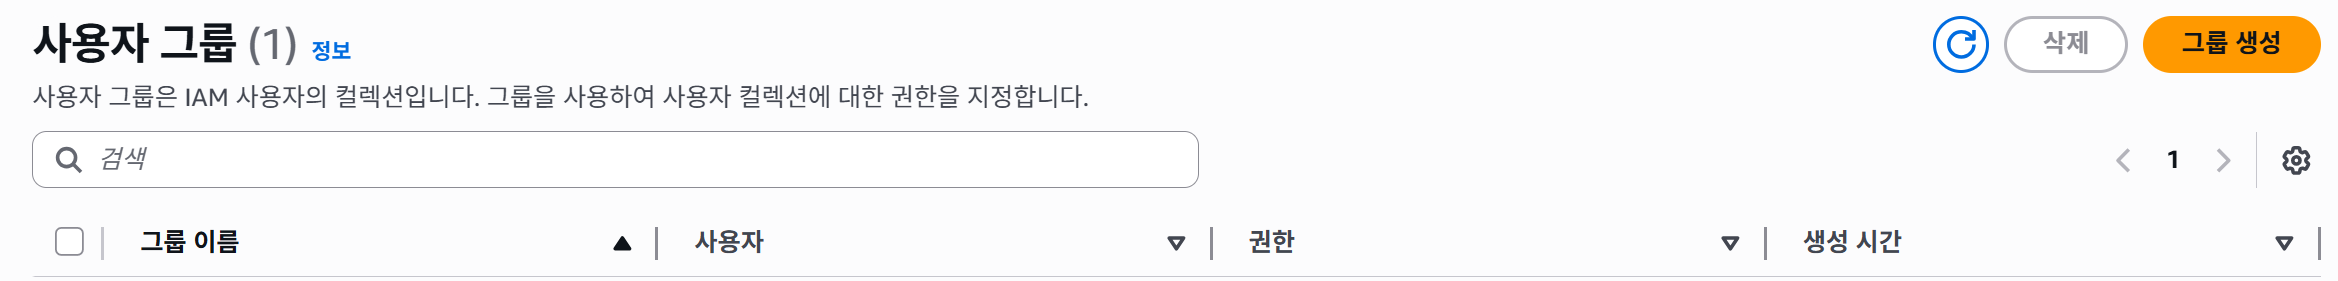 사용자 그룹 (1) 정보
삭제
그룹 생성
사용자 그룹은 IAM 사용자의 컬렉션입니다. 그룹을 사용하여 사용자 컬렉션에 대한 권한을 지정합니다.
검색
1
그룹 이름 사용자 권한 생성 시간